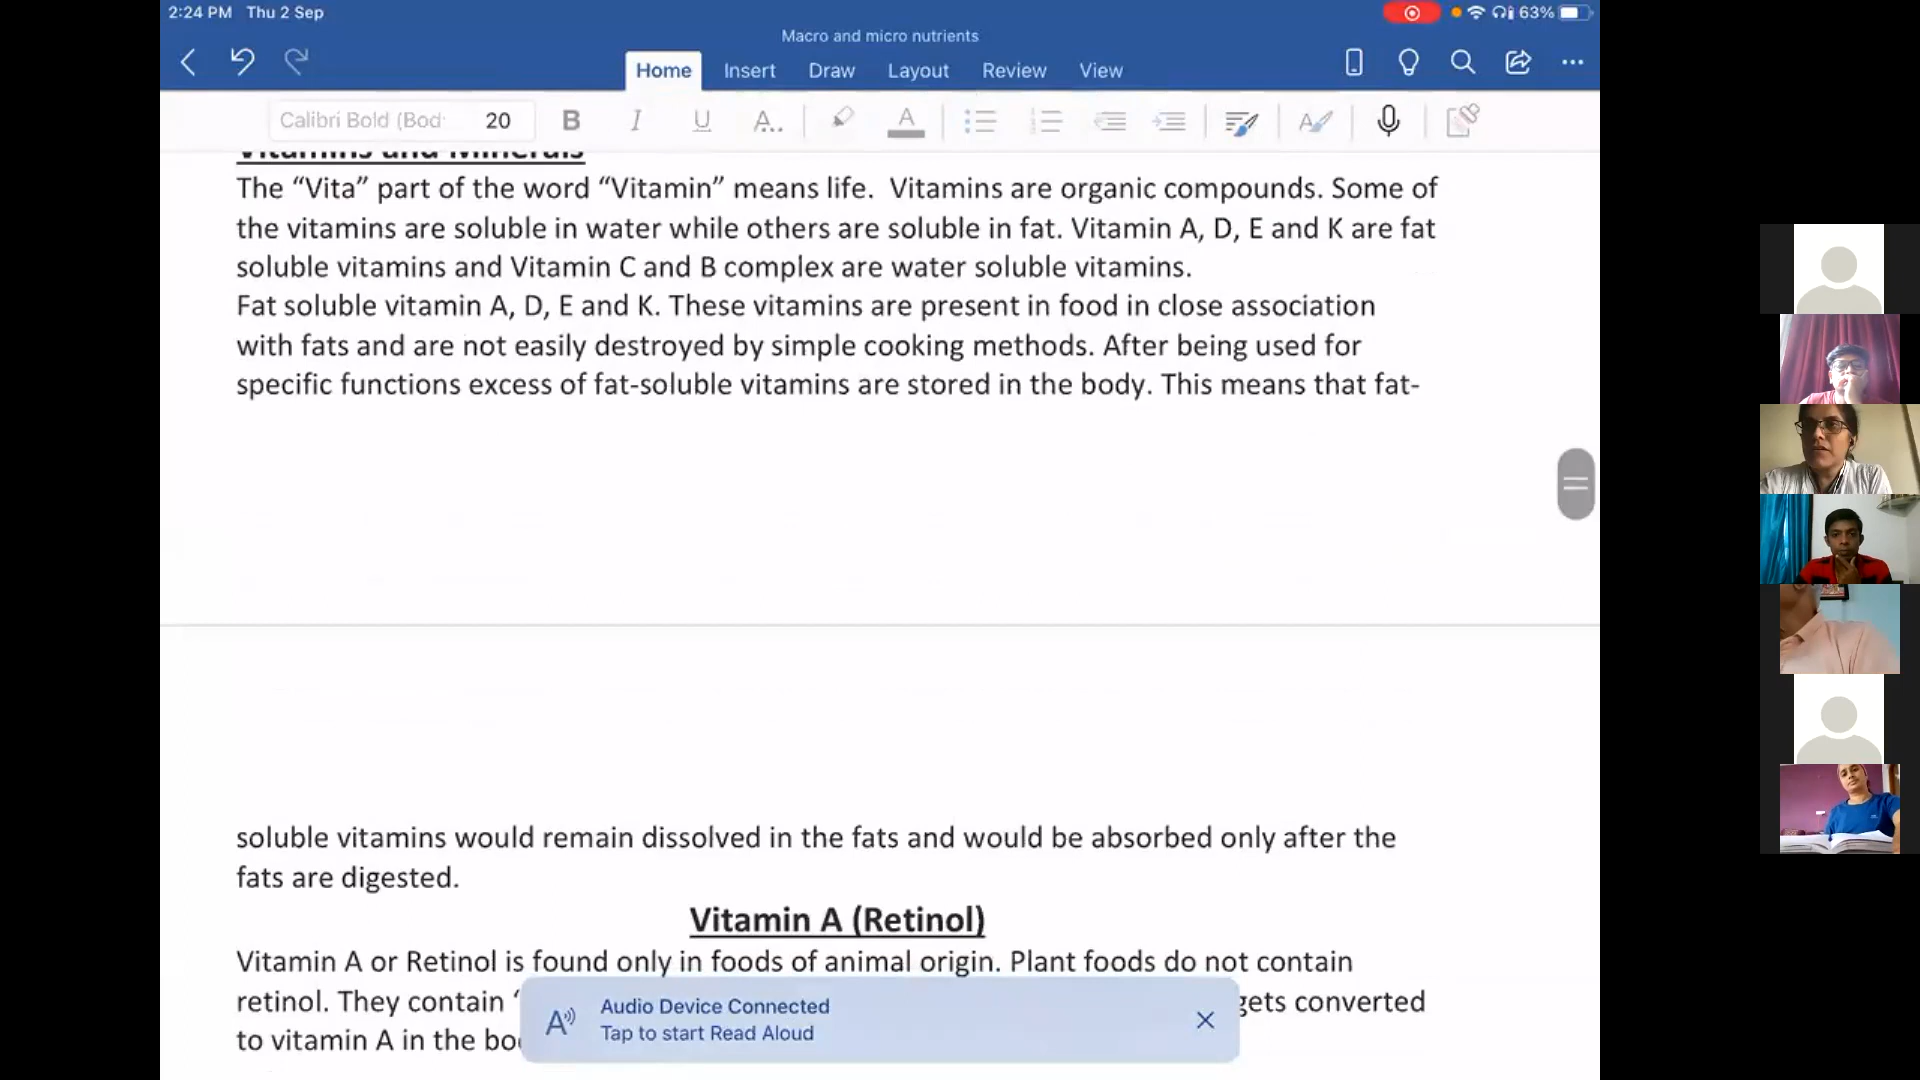 2:24 PM Thu 2 Sep
63%
Macro and micro nutrients
Home Insert Draw Layout Review View
Calibri Bold (Bod 20 B I U A.. A
Vitamins and Minerals
The “Vita” part of the word “Vitamin” means life. Vitamins are organic compounds. Some of
the vitamins are soluble in water while others are soluble in fat. Vitamin A, D, E and K are fat
soluble vitamins and Vitamin C and B complex are water soluble vitamins.
Fat soluble vitamin A, D, E and K. These vitamins are present in food in close association
with fats and are not easily destroyed by simple cooking methods. After being used for
specific functions excess of fat-soluble vitamins are stored in the body. This means that fat-
soluble vitamins would remain dissolved in the fats and would be absorbed only after the
fats are digested.
Vitamin A (Retinol)
Vitamin A or Retinol is found only in foods of animal origin. Plant foods do not contain
retinol. They contain ‘ gets converted
to vitamin A in the
Audio Device Connected
Tap to start Read Aloud